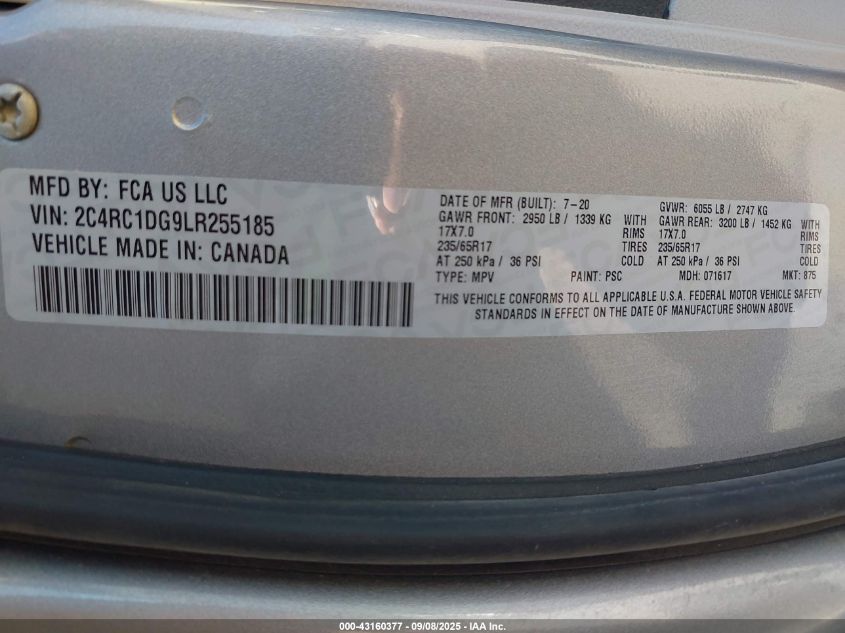 MFD BY: FCA US LLC
VIN: 2C4RC1DG9LR255185
VEHICLE MADE IN: CANADA
DATE OF MFR (BUILT): 7-20
GAWR FRONT: 2950 LB / 1339 KG WITH
17X7.0 RIMS
235/65R17 TIRES
AT 250 kPa / 36 PSI COLD
GVWR: 6055 LB / 2747 KG
GAWR REAR: 3200 LB / 1452 KG WITH
17X7.0 RIMS
235/65R17 TIRES
AT 250 kPa / 36 PSI COLD
TYPE: MPV PAINT: PSC MDH: 071617 MKT: 875
THIS VEHICLE CONFORMS TO ALL APPLICABLE U.S.A. FEDERAL MOTOR VEHICLE SAFETY
STANDARDS IN EFFECT ON THE DATE OF MANUFACTURE SHOWN ABOVE.
000-43160377 - 09/08/2025 - IAA Inc.